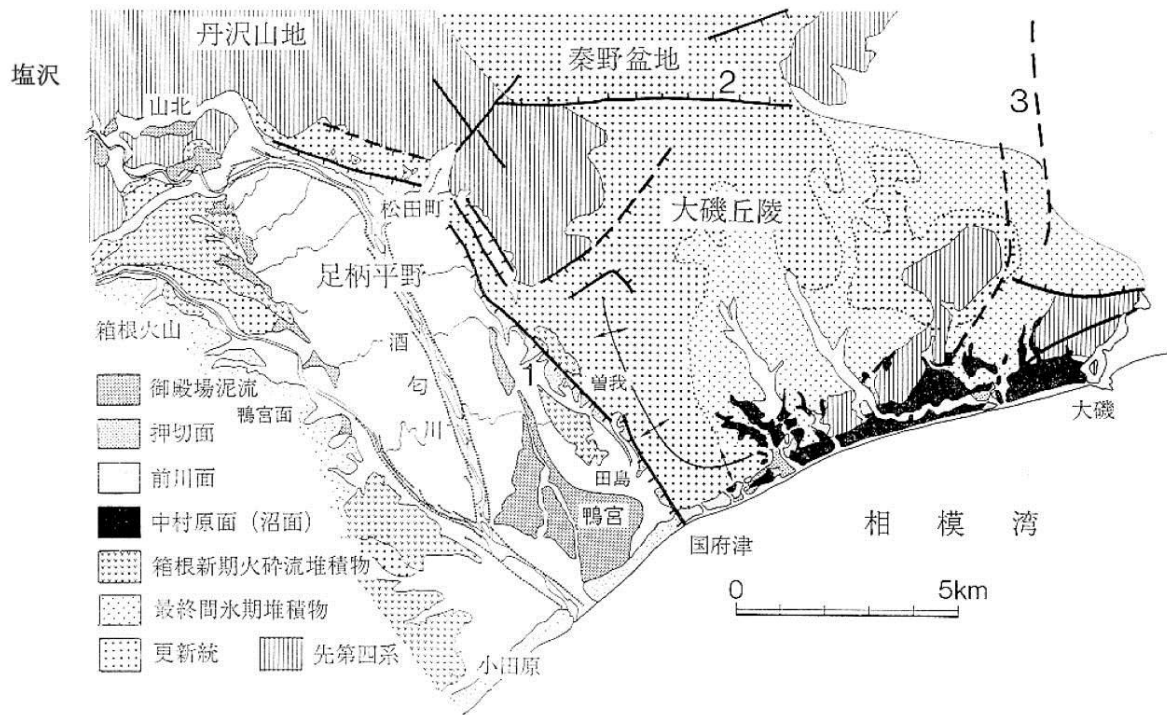 丹沢山地
塩沢
秦野盆地
2
3
山北
松田町
大磯丘陵
足柄平野
箱根火山
酒匂川
1
曽我
御殿場泥流
鴨宮面
押切面
前川面
田島
鴨宮
大磯
中村原面（沼面）
国府津
相模湾
箱根新期火砕流堆積物
0 5km
最終間氷期堆積物
更新統
先第四系
小田原